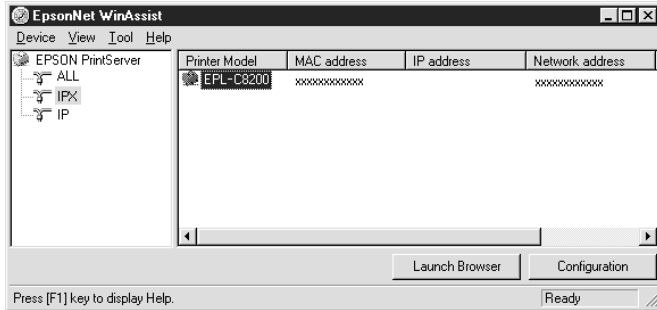 EpsonNet WinAssist
Device View Tool Help
EPSON PrintServer
ALL
IPX
IP
Printer Model MAC address IP address Network address
EPL-C8200 xxxxxxxxxxxx xxxxxxxxxxxx
Launch Browser Configuration
Press [F1] key to display Help. Ready